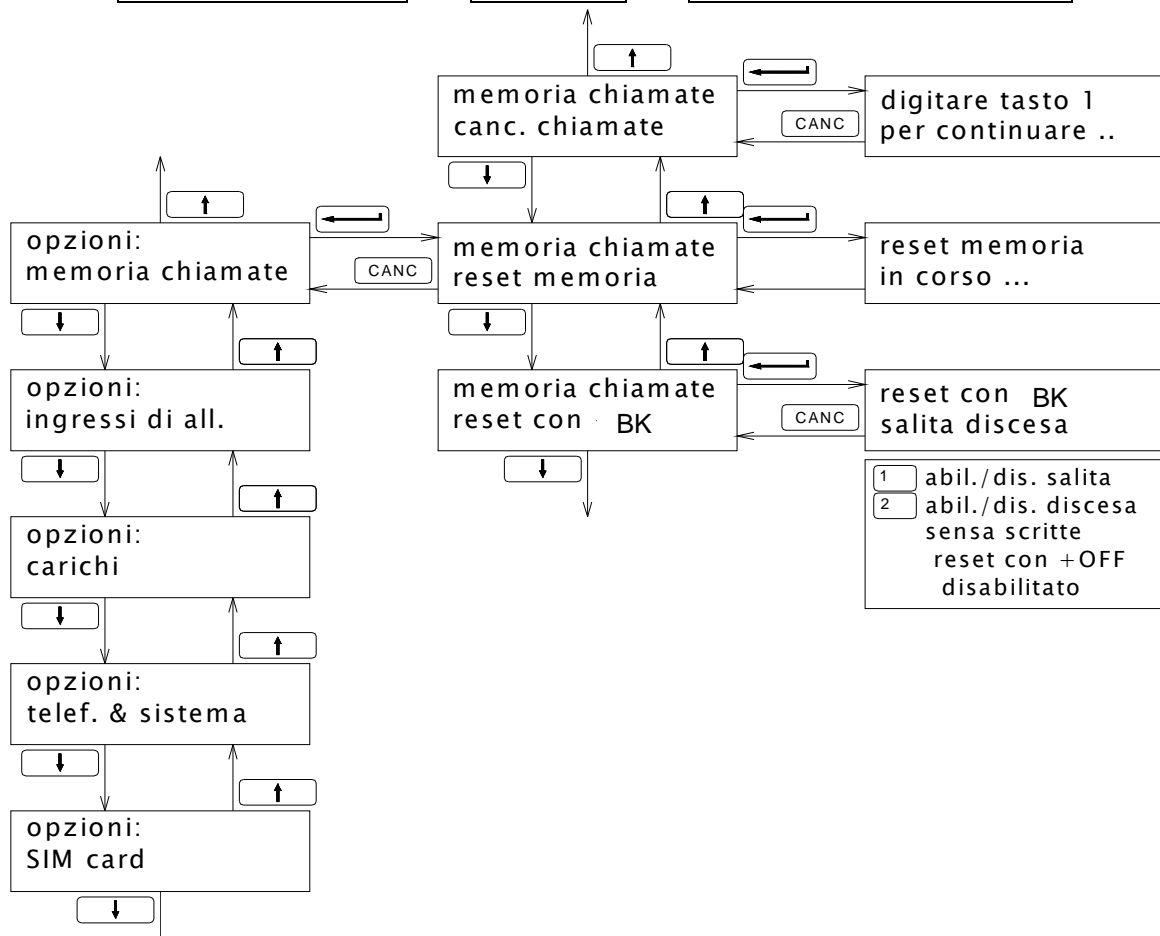 memoria chiamate
canc. chiamate
CANC
digitare tasto 1
per continuare ..
opzioni:
memoria chiamate
CANC
memoria chiamate
reset memoria
reset memoria
in corso ...
opzioni:
ingressi di all.
memoria chiamate
reset con BK
CANC
reset con BK
salita discesa
1 abil./dis. salita
2 abil./dis. discesa
sensa scritte
reset con +OFF
disabilitato
opzioni:
carichi
opzioni:
telef. & sistema
opzioni:
SIM card